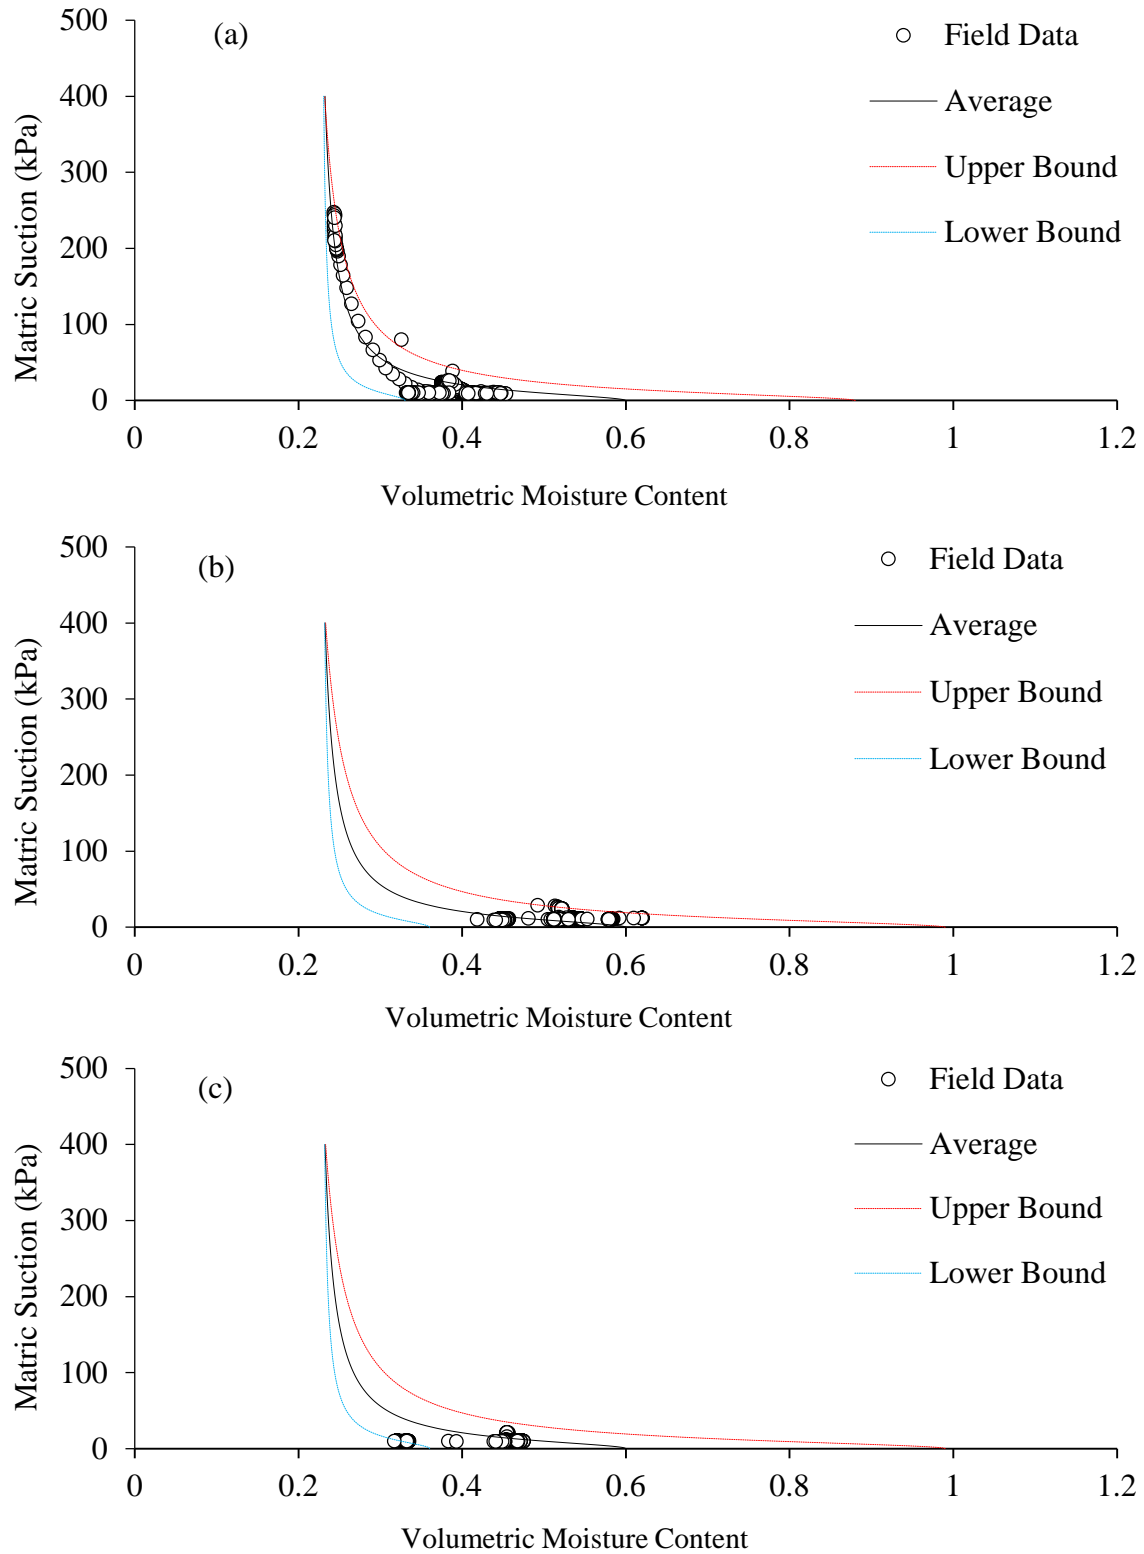 (a)
Field Data
Average
Upper Bound
Lower Bound
Matric Suction (kPa)
500
400
300
200
100
0
0 0.2 0.4 0.6 0.8 1 1.2
Volumetric Moisture Content
(b)
Field Data
Average
Upper Bound
Lower Bound
Matric Suction (kPa)
500
400
300
200
100
0
0 0.2 0.4 0.6 0.8 1 1.2
Volumetric Moisture Content
(c)
Field Data
Average
Upper Bound
Lower Bound
Matric Suction (kPa)
500
400
300
200
100
0
0 0.2 0.4 0.6 0.8 1 1.2
Volumetric Moisture Content